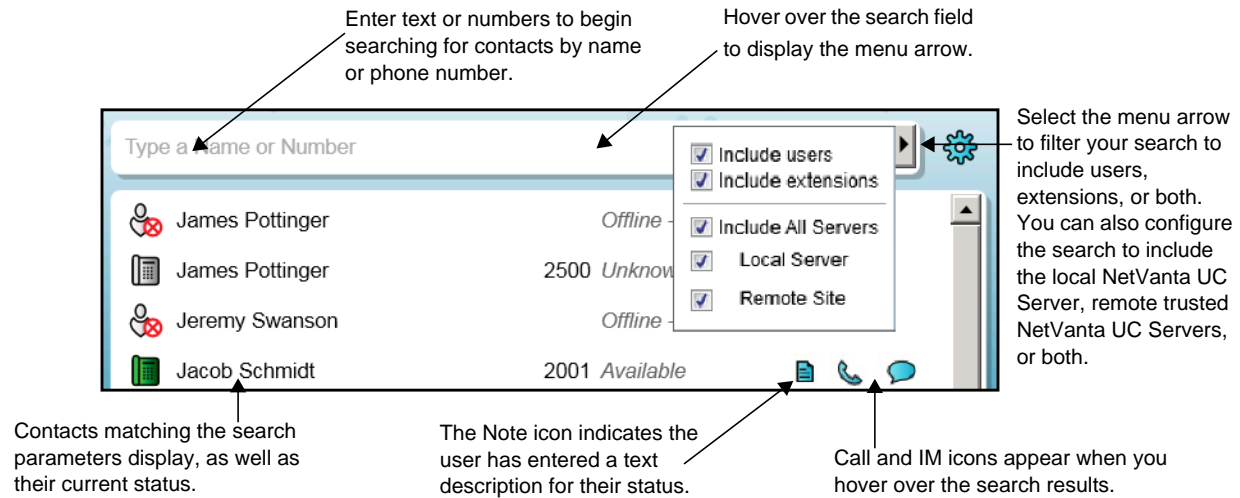 Enter text or numbers to begin
searching for contacts by name
or phone number.
Hover over the search field
to display the menu arrow.
Type a Name or Number
Include users
Include extensions
Include All Servers
Local Server
Remote Site
James Pottinger
Offline -
James Pottinger
2500 Unknow
Jeremy Swanson
Offline -
Jacob Schmidt
2001 Available
Select the menu arrow
to filter your search to
include users,
extensions, or both.
You can also configure
the search to include
the local NetVanta UC
Server, remote trusted
NetVanta UC Servers,
or both.
Contacts matching the search
parameters display, as well as
their current status.
The Note icon indicates the
user has entered a text
description for their status.
Call and IM icons appear when you
hover over the search results.